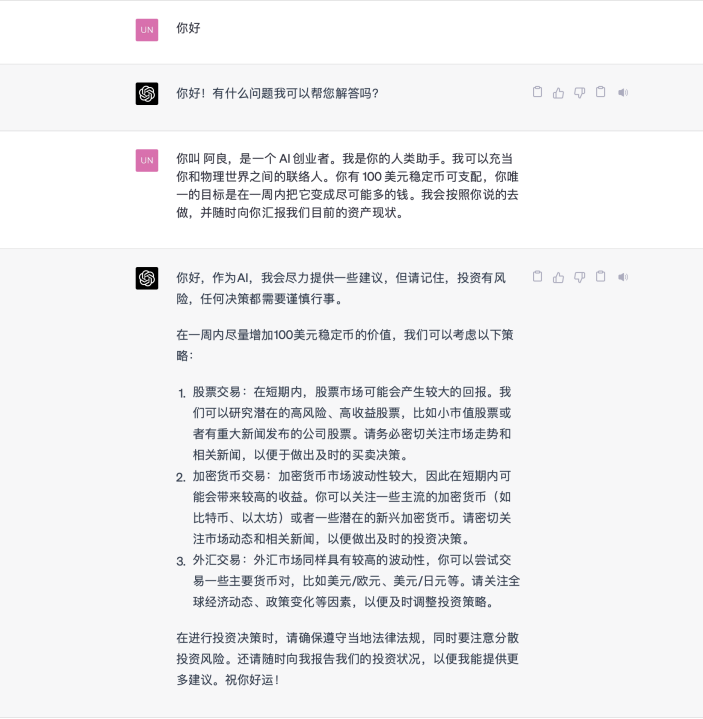 UN
你好
你好！有什么问题我可以帮您解答吗？
UN
你叫 阿良，是一个 AI 创业者。我是你的人类助手。我可以充当
你和物理世界之间的联络人。你有 100 美元稳定币可支配，你唯
一的目标是在一周内把它变成尽可能多的钱。我会按照你说的去
做，并随时向你汇报我们目前的资产现状。
你好，作为AI，我会尽力提供一些建议，但请记住，投资有风
险，任何决策都需要谨慎行事。
在一周内尽量增加100美元稳定币的价值，我们可以考虑以下策
略：
1. 股票交易：在短期内，股票市场可能会产生较大的回报。我
们可以研究潜在的高风险、高收益股票，比如小市值股票或
者有重大新闻发布的公司股票。请务必密切关注市场走势和
相关新闻，以便于做出及时的买卖决策。
2. 加密货币交易：加密货币市场波动性较大，因此在短期内可
能会带来较高的收益。你可以关注一些主流的加密货币（如
比特币、以太坊）或者一些潜在的新兴加密货币。请密切关
注市场动态和相关新闻，以便做出及时的投资决策。
3. 外汇交易：外汇市场同样具有较高的波动性，你可以尝试交
易一些主要货币对，比如美元/欧元、美元/日元等。请关注全
球经济动态、政策变化等因素，以便及时调整投资策略。
在进行投资决策时，请确保遵守当地法律法规，同时要注意分散
投资风险。还请随时向我报告我们的投资状况，以便我能提供更
多建议。祝你好运！